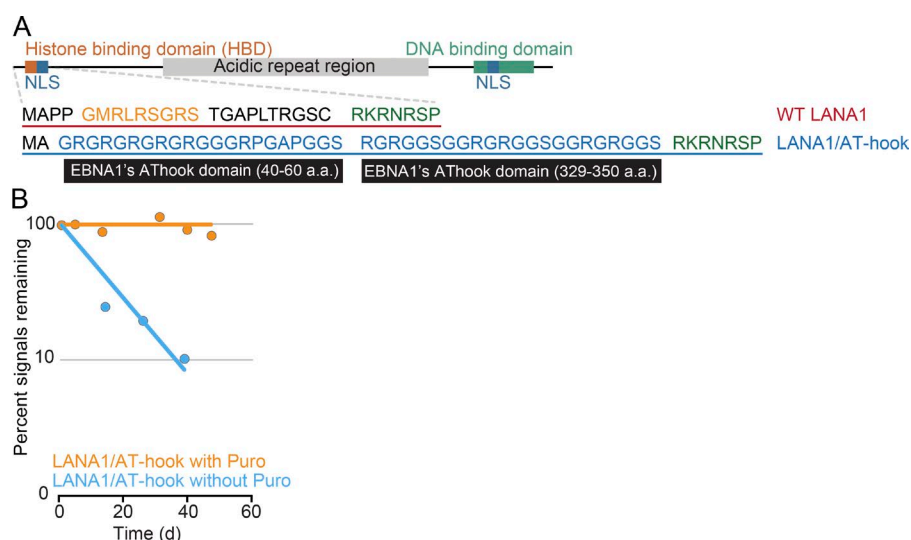 A
Histone binding domain (HBD)
DNA binding domain
Acidic repeat region
NLS
NLS
MAPP GMRLRSGRS TGAPLTRGSC RKRNRSP WT LANA1
MA GRGRGRGRGRGGGRPGAPGGS RGRGGSGGRGRGGSGGRGRGGS RKRNRSP LANA1/AT-hook
EBNA1's AThook domain (40-60 a.a.) EBNA1's AThook domain (329-350 a.a.)
B
Percent signals remaining
100
10
0
LANA1/AT-hook with Puro
LANA1/AT-hook without Puro
0 20 40 60
Time (d)